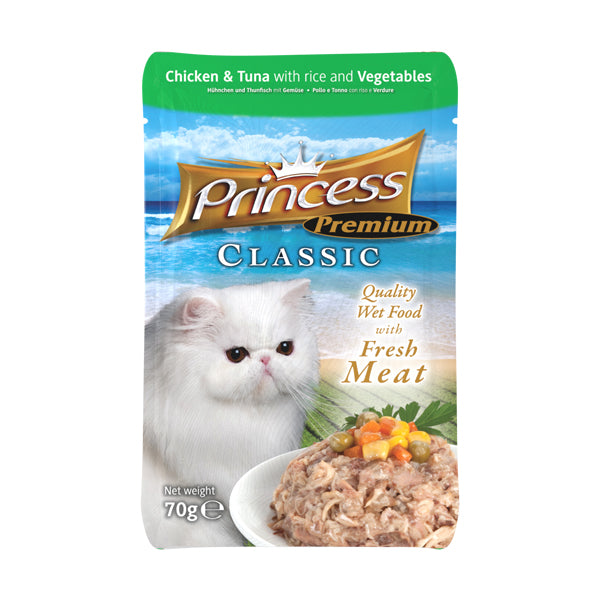 Chicken & Tuna with rice and Vegetables
Hühnchen und Thunfisch mit Gemüse • Pollo e Tonno con riso e Verdure
Princess
Premium
CLASSIC
Quality
Wet Food
with
Fresh
Meat
Net weight
70g ℮